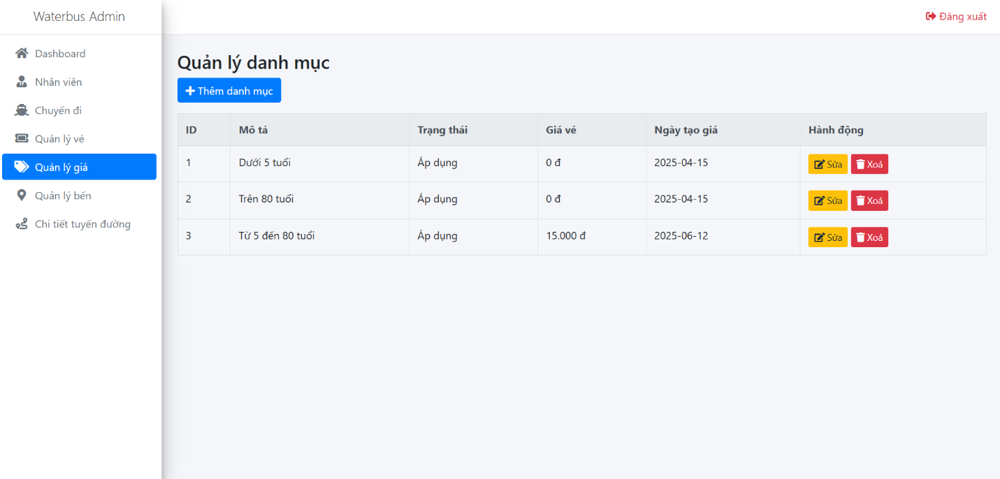 Waterbus Admin
Đăng xuất
Dashboard
Nhân viên
Chuyến đi
Quản lý vé
Quản lý giá
Quản lý bến
Chi tiết tuyến đường
Quản lý danh mục
Thêm danh mục
ID Mô tả Trạng thái Giá vé Ngày tạo giá Hành động
1 Dưới 5 tuổi Áp dụng 0 đ 2025-04-15 Sửa Xoá
2 Trên 80 tuổi Áp dụng 0 đ 2025-04-15 Sửa Xoá
3 Từ 5 đến 80 tuổi Áp dụng 15.000 đ 2025-06-12 Sửa Xoá